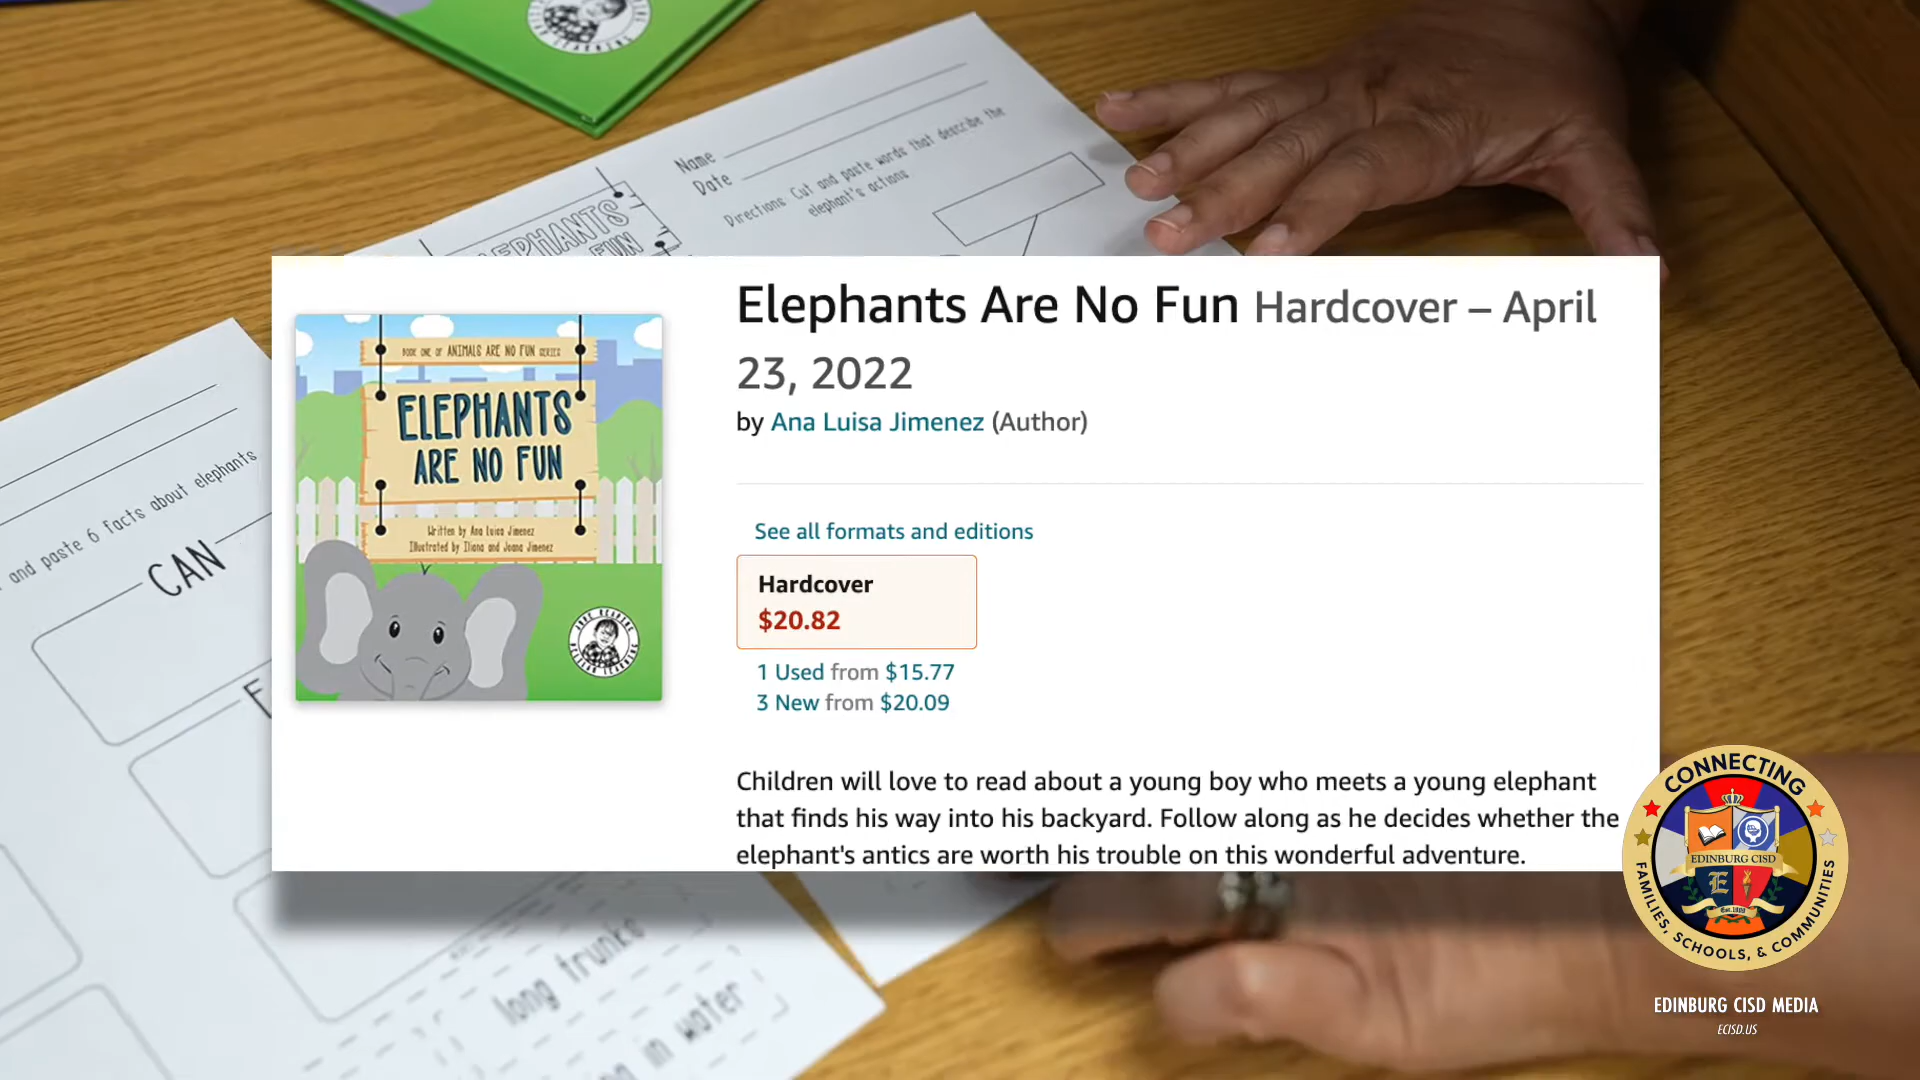 Name
Date
Directions: Cut and paste words that describe the
elephant's actions
ELEPHANTS
FUN
and paste 6 facts about elephants
CAN
long trunks
in water
Elephants Are No Fun Hardcover – April
23, 2022
by Ana Luisa Jimenez (Author)
See all formats and editions
Hardcover
$20.82
1 Used from $15.77
3 New from $20.09
Children will love to read about a young boy who meets a young elephant
that finds his way into his backyard. Follow along as he decides whether the
elephant's antics are worth his trouble on this wonderful adventure.
BOOK ONE OF ANIMALS ARE NO FUN SERIES
ELEPHANTS
ARE NO FUN
Written by Ana Luisa Jimenez
Illustrated by Iliana and Joana Jimenez
CONNECTING
FAMILIES, SCHOOLS, & COMMUNITIES
EDINBURG CISD
E
EDINBURG CISD MEDIA
ECISD.US